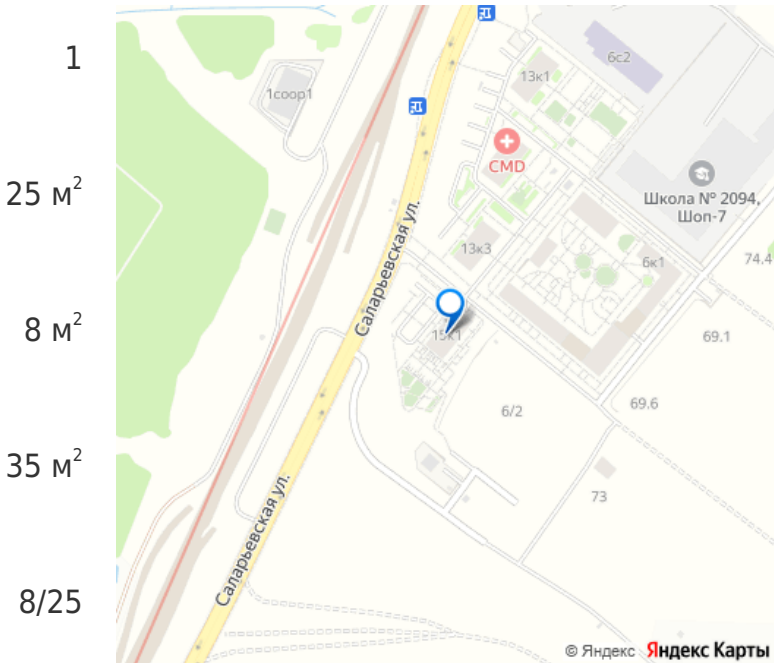 1
25 м²
8 м²
35 м²
8/25
6с2
13к1
1соор1
CMD
Школа № 2094,
Шоп-7
Саларьевская ул.
13к3
6к1
74.4
15к1
69.1
69.6
6/2
73
Саларьевская ул.
© Яндекс Яндекс Карты